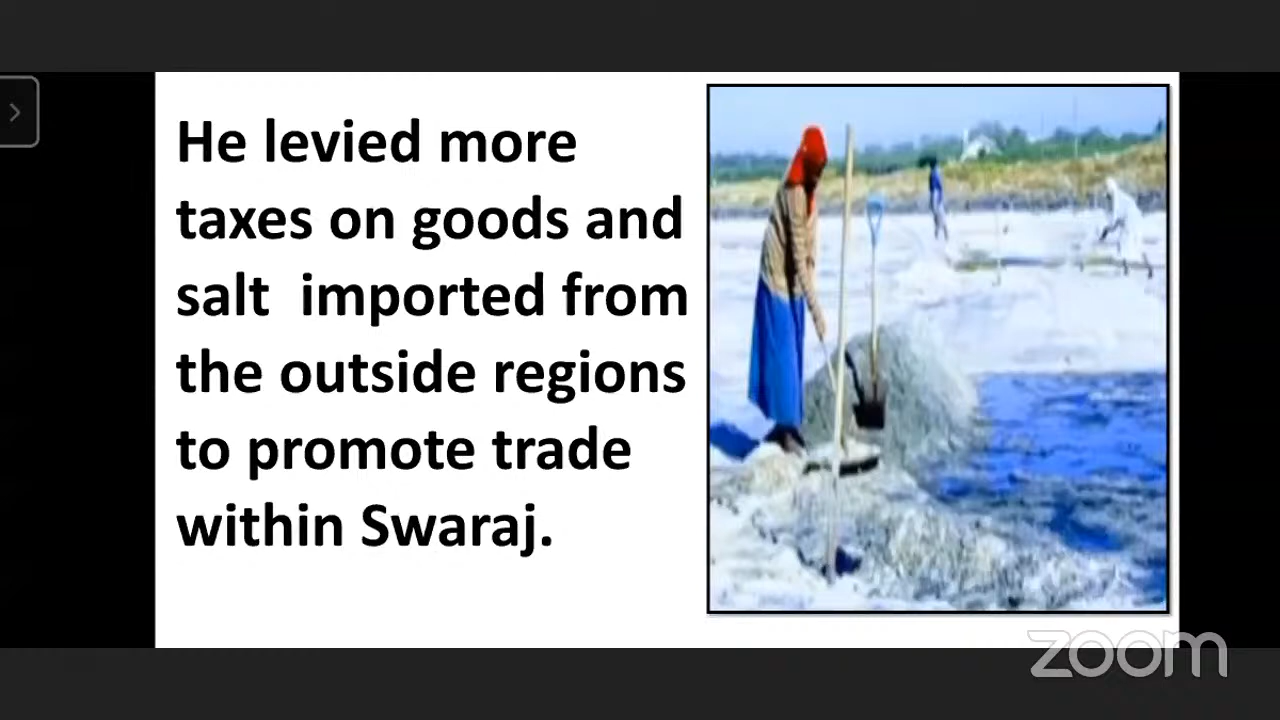 He levied more
taxes on goods and
salt  imported from
the outside regions
to promote trade
within Swaraj.
zoom